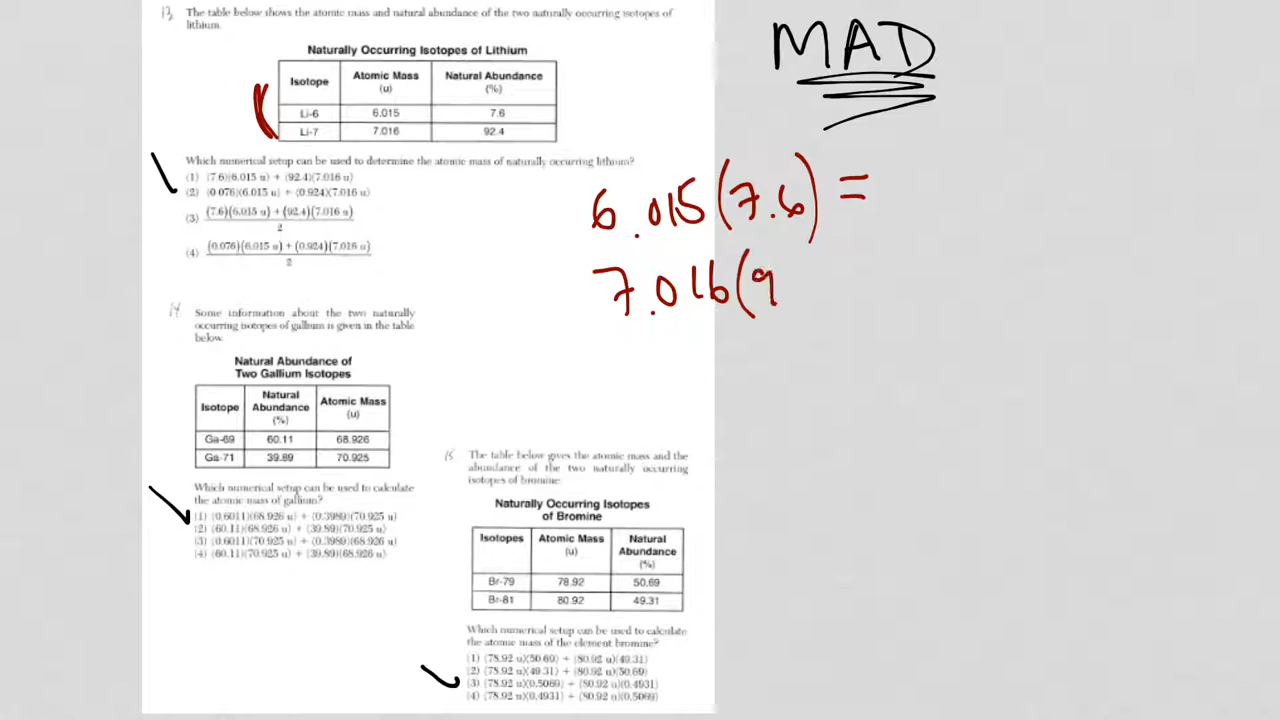 13. The table below shows the atomic mass and natural abundance of the two naturally occurring isotopes of
lithium.
Naturally Occurring Isotopes of Lithium
Isotope Atomic Mass (u) Natural Abundance (%)
Li-6 6.015 7.6
Li-7 7.016 92.4
Which numerical setup can be used to determine the atomic mass of naturally occurring lithium?
(1) (7.6)(6.015 u) + (92.4)(7.016 u)
(2) (0.076)(6.015 u) + (0.924)(7.016 u)
(3) (7.6)(6.015 u) + (92.4)(7.016 u)
2
(4) (0.076)(6.015 u) + (0.924)(7.016 u)
2
MAD
6.015(7.6) =
7.016(9
14. Some information about the two naturally
occurring isotopes of gallium is given in the table
below.
Natural Abundance of
Two Gallium Isotopes
Isotope Natural Abundance (%) Atomic Mass (u)
Ga-69 60.11 68.926
Ga-71 39.89 70.925
Which numerical setup can be used to calculate
the atomic mass of gallium?
(1) (0.6011)(68.926 u) + (0.3989)(70.925 u)
(2) (60.11)(68.926 u) + (39.89)(70.925 u)
(3) (0.6011)(70.925 u) + (0.3989)(68.926 u)
(4) (60.11)(70.925 u) + (39.89)(68.926 u)
15. The table below gives the atomic mass and the
abundance of the two naturally occurring
isotopes of bromine.
Naturally Occurring Isotopes
of Bromine
Isotopes Atomic Mass (u) Natural Abundance (%)
Br-79 78.92 50.69
Br-81 80.92 49.31
Which numerical setup can be used to calculate
the atomic mass of the element bromine?
(1) (78.92 u)(50.69) + (80.92 u)(49.31)
(2) (78.92 u)(49.31) + (80.92 u)(50.69)
(3) (78.92 u)(0.5069) + (80.92 u)(0.4931)
(4) (78.92 u)(0.4931) + (80.92 u)(0.5069)